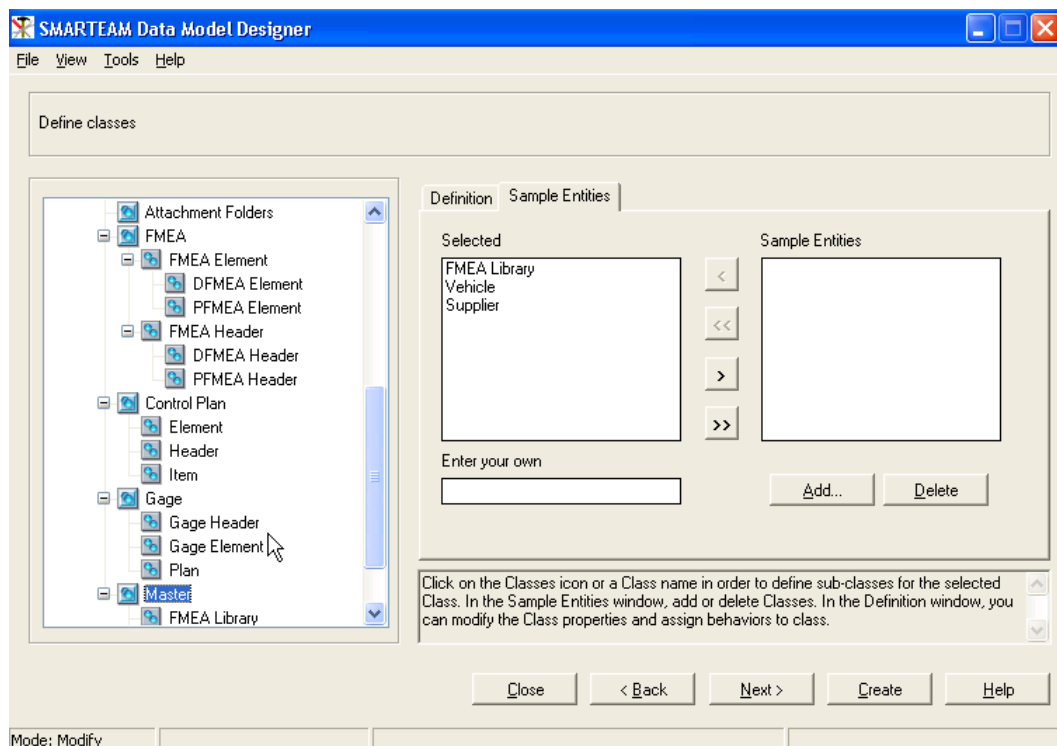 SMARTEAM Data Model Designer
File View Tools Help
Define classes
Attachment Folders
FMEA
FMEA Element
DFMEA Element
PFMEA Element
FMEA Header
DFMEA Header
PFMEA Header
Control Plan
Element
Header
Item
Gage
Gage Header
Gage Element
Plan
Master
FMEA Library
Definition Sample Entities
Selected
FMEA Library
Vehicle
Supplier
<
<<
>
>>
Sample Entities
Enter your own
Add... Delete
Click on the Classes icon or a Class name in order to define sub-classes for the selected
Class. In the Sample Entities window, add or delete Classes. In the Definition window, you
can modify the Class properties and assign behaviors to class.
Close < Back Next > Create Help
Mode: Modify